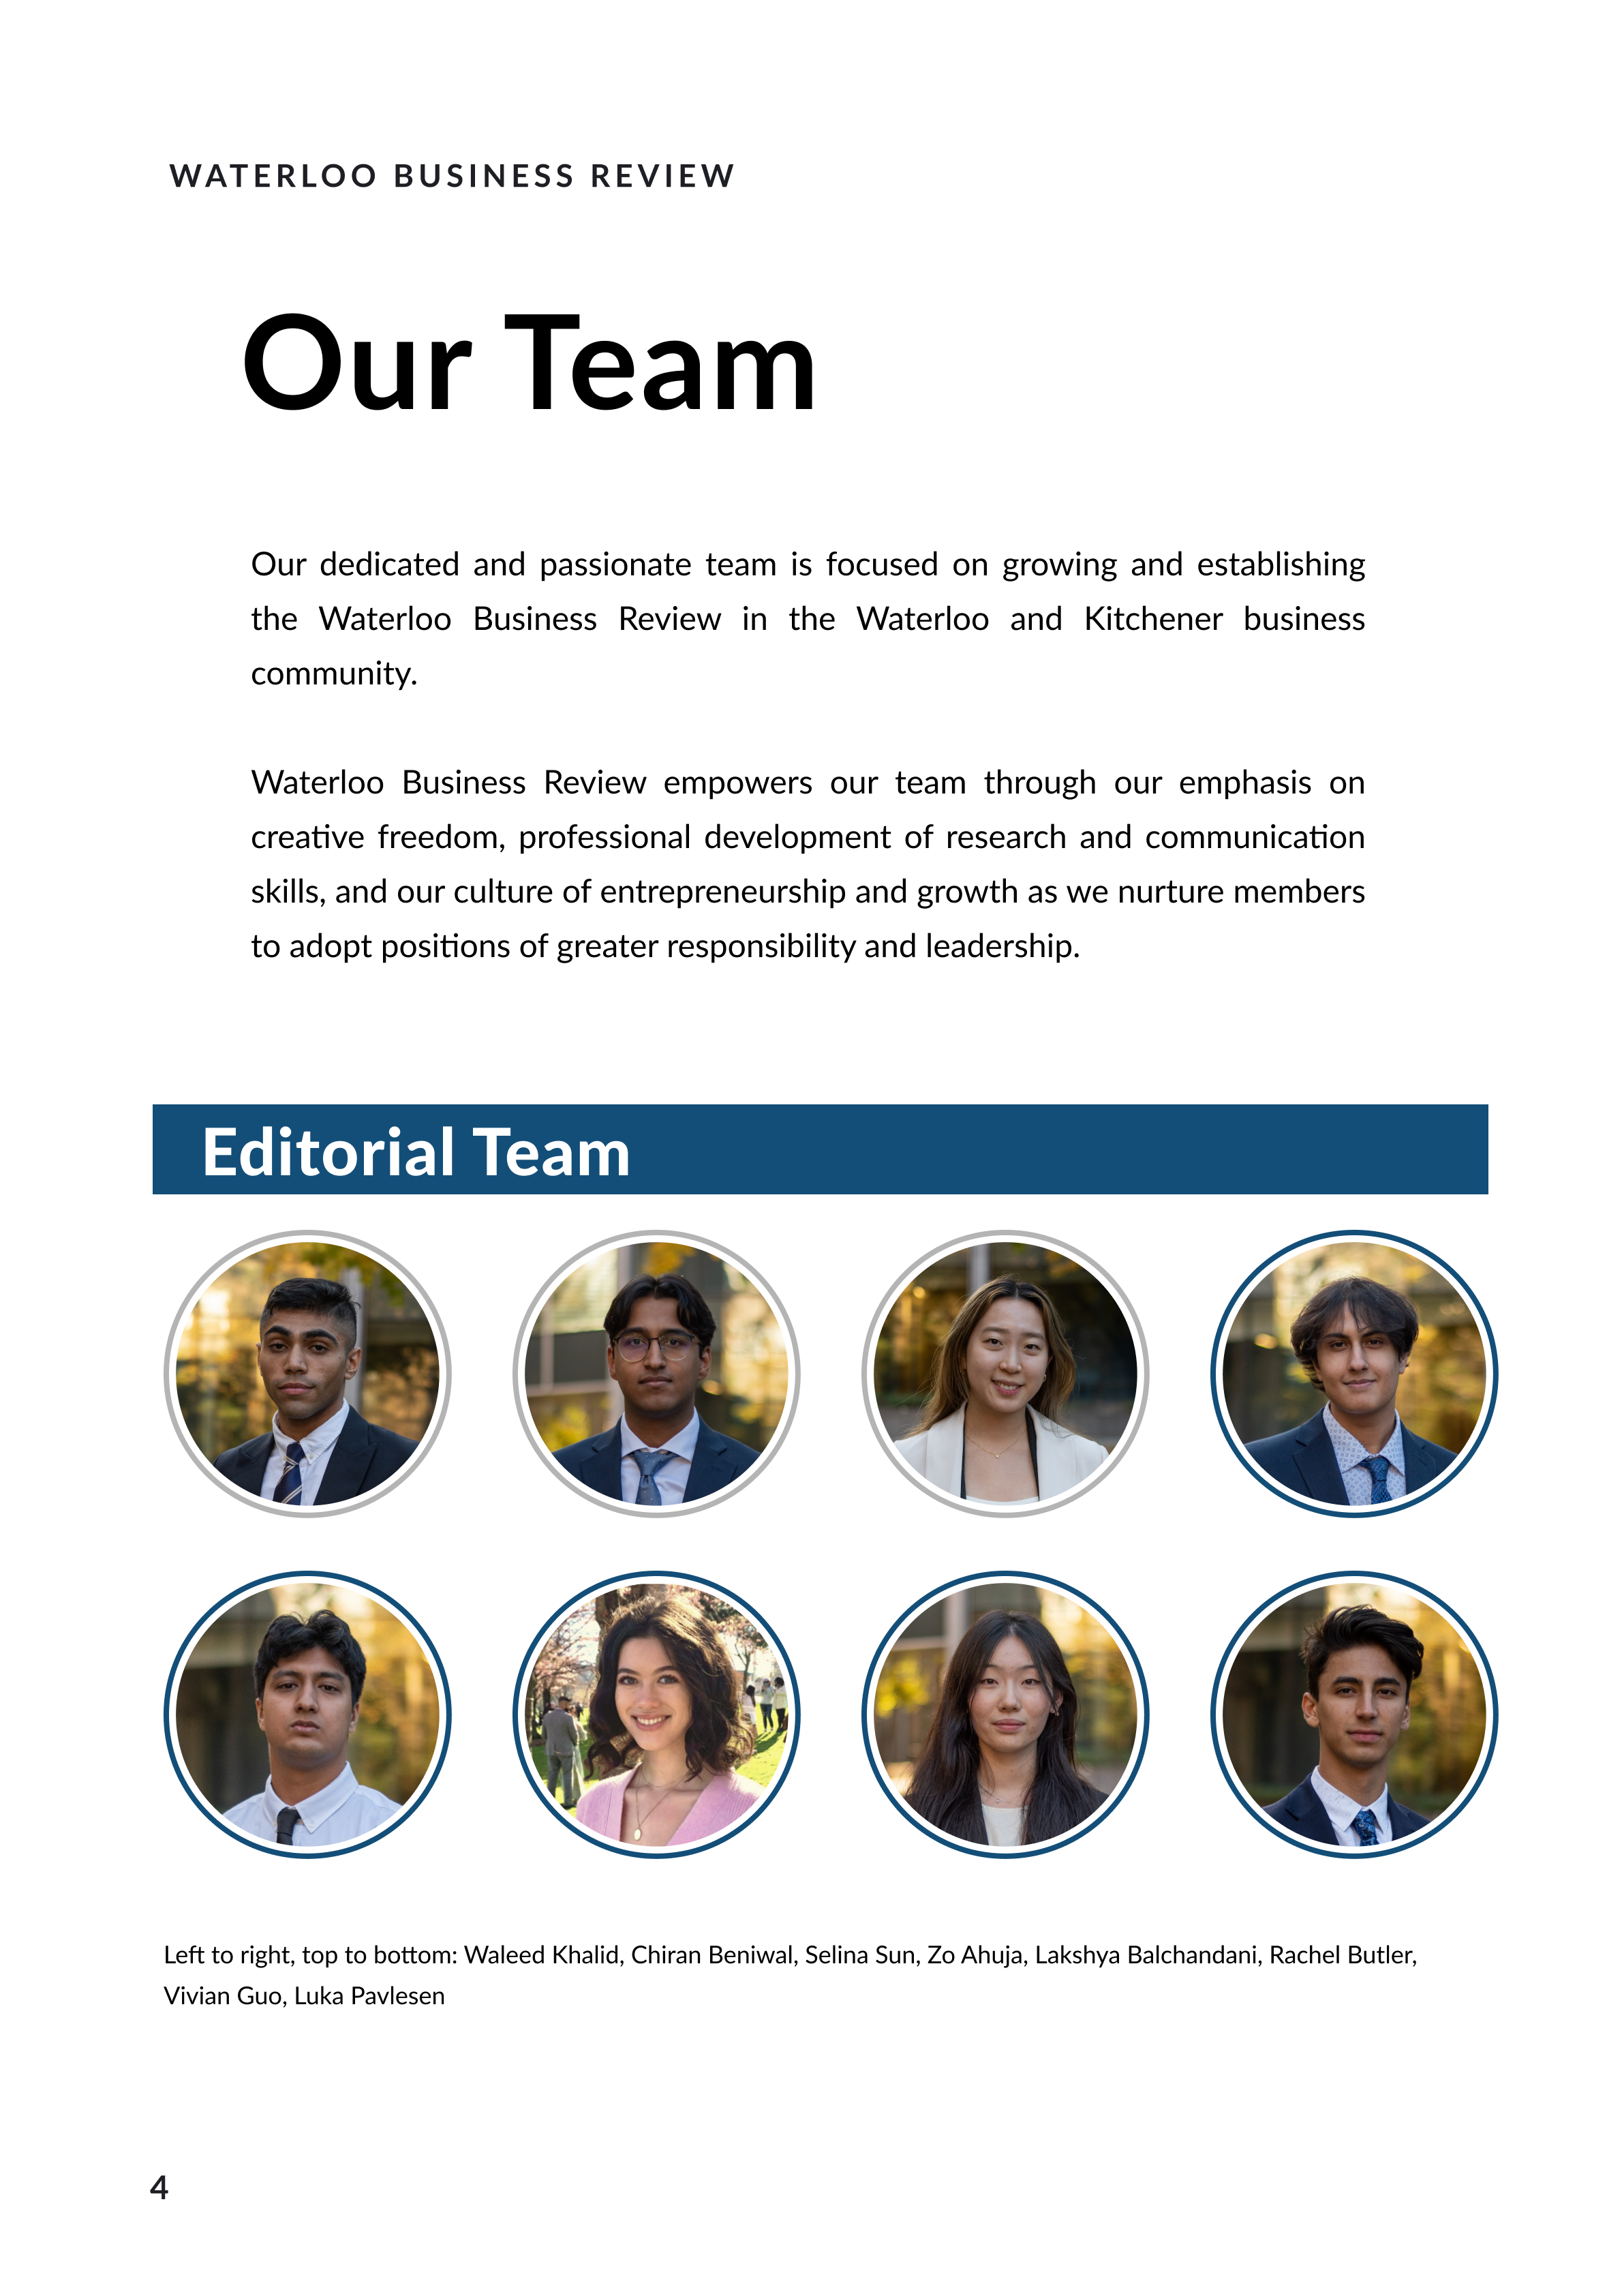 WATERLOO BUSINESS REVIEW
Our Team
Our dedicated and passionate team is focused on growing and establishing
the Waterloo Business Review in the Waterloo and Kitchener business
community.
Waterloo Business Review empowers our team through our emphasis on
creative freedom, professional development of research and communication
skills, and our culture of entrepreneurship and growth as we nurture members
to adopt positions of greater responsibility and leadership.
Editorial Team
Left to right, top to bottom: Waleed Khalid, Chiran Beniwal, Selina Sun, Zo Ahuja, Lakshya Balchandani, Rachel Butler,
Vivian Guo, Luka Pavlesen
4